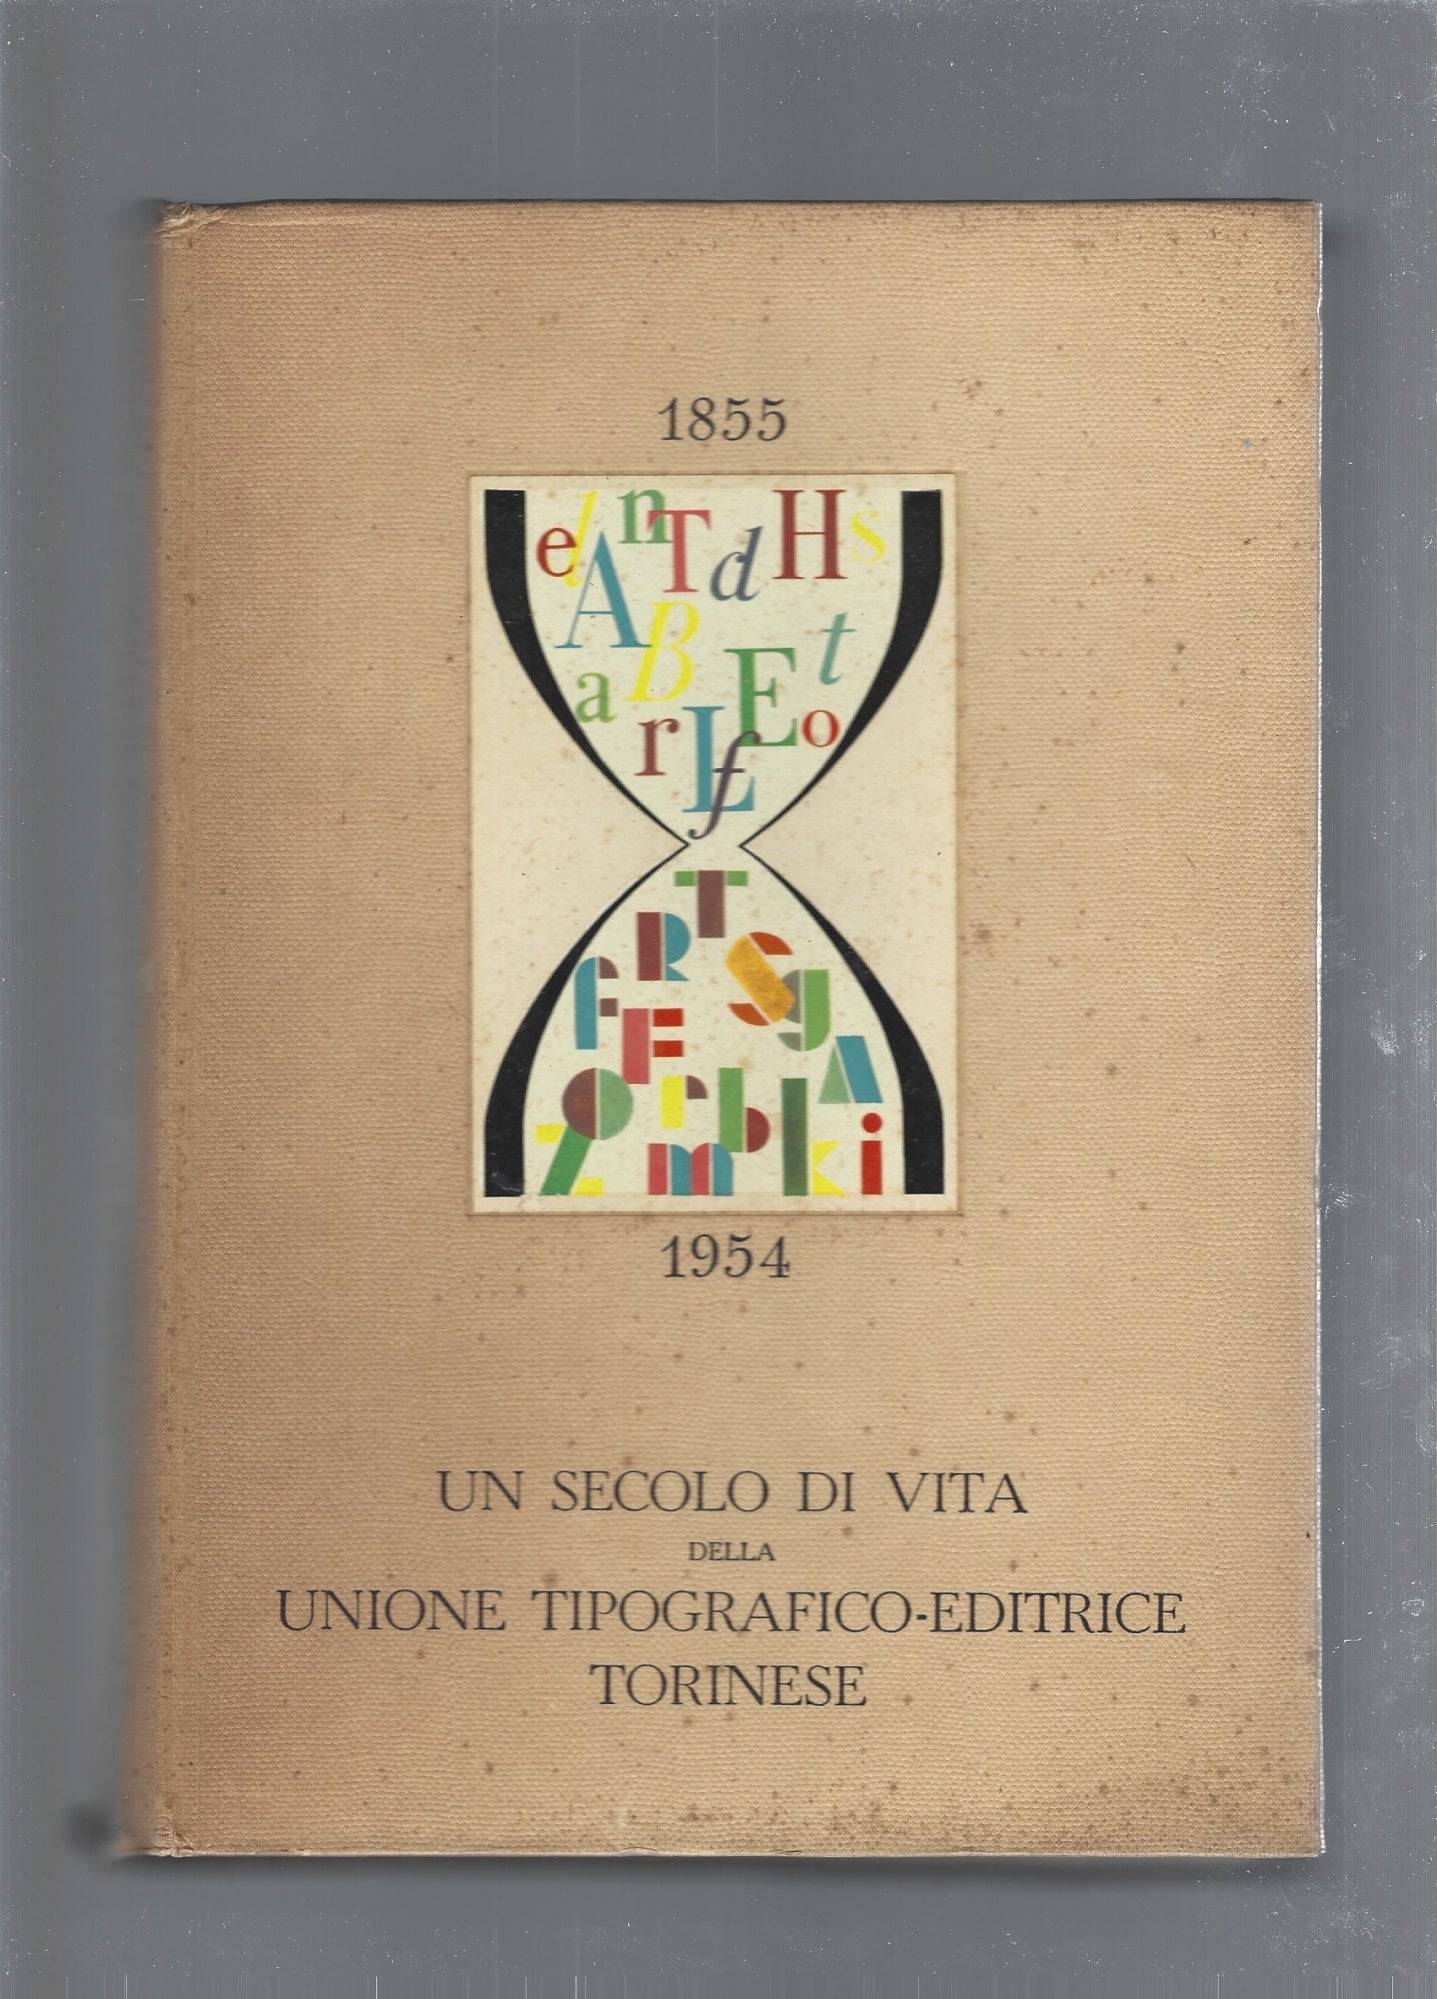 1855
e l n T d H s
A B t
a r L E o
f
T
R S g
f F A
O r b l k i
z m
1954
UN SECOLO DI VITA
DELLA
UNIONE TIPOGRAFICO-EDITRICE
TORINESE